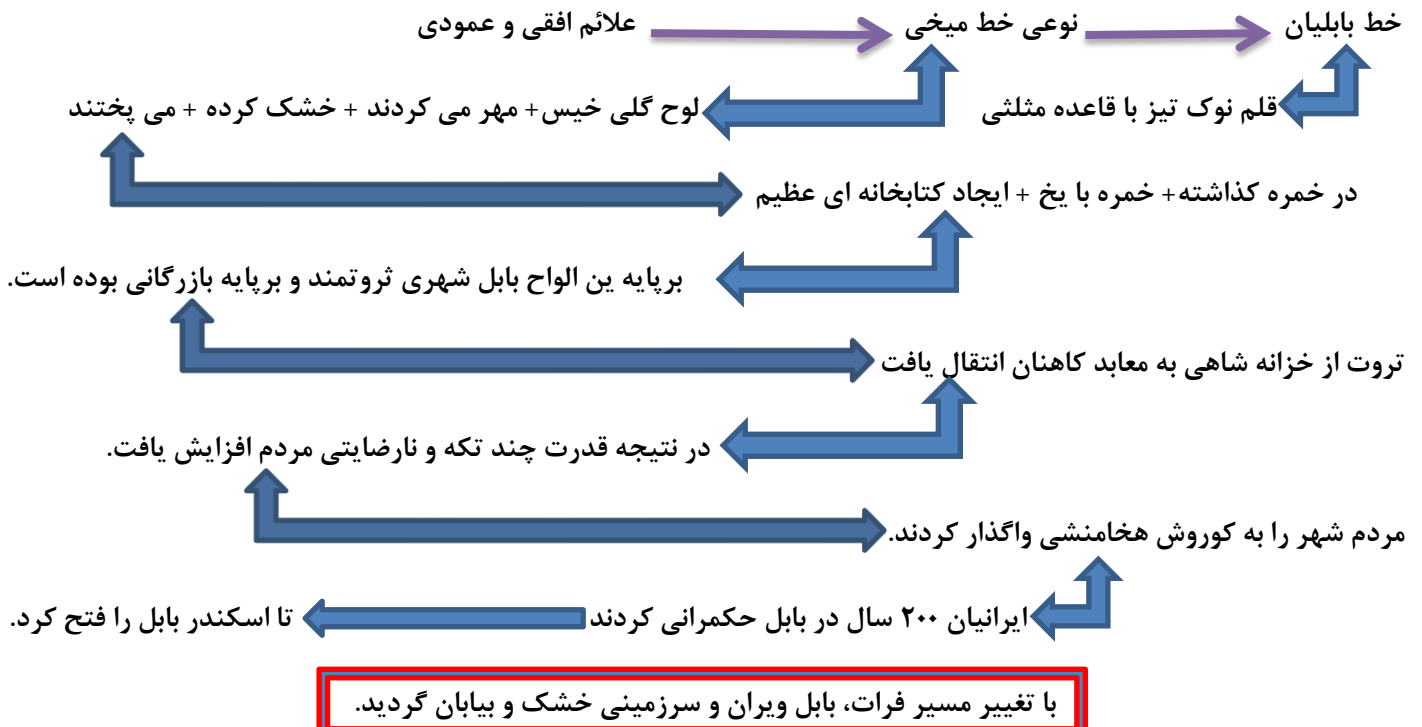 خط بابلیان نوعی خط میخی علائم افقی و عمودی
قلم نوک تیز با قاعده مثلثی لوح گلی خیس+ مهر می کردند + خشک کرده + می پختند
در خمره کذاشته+ خمره با یخ + ایجاد کتابخانه ای عظیم
برپایه ین الواح بابل شهری ثروتمند و برپایه بازرگانی بوده است.
تروت از خزانه شاهی به معابد کاهنان انتقال یافت
در نتیجه قدرت چند تکه و نارضایتی مردم افزایش یافت.
مردم شهر را به کوروش هخامنشی واگذار کردند.
ایرانیان ۲۰۰ سال در بابل حکمرانی کردند تا اسکندر بابل را فتح کرد.
با تغییر مسیر فرات، بابل ویران و سرزمینی خشک و بیابان گردید.